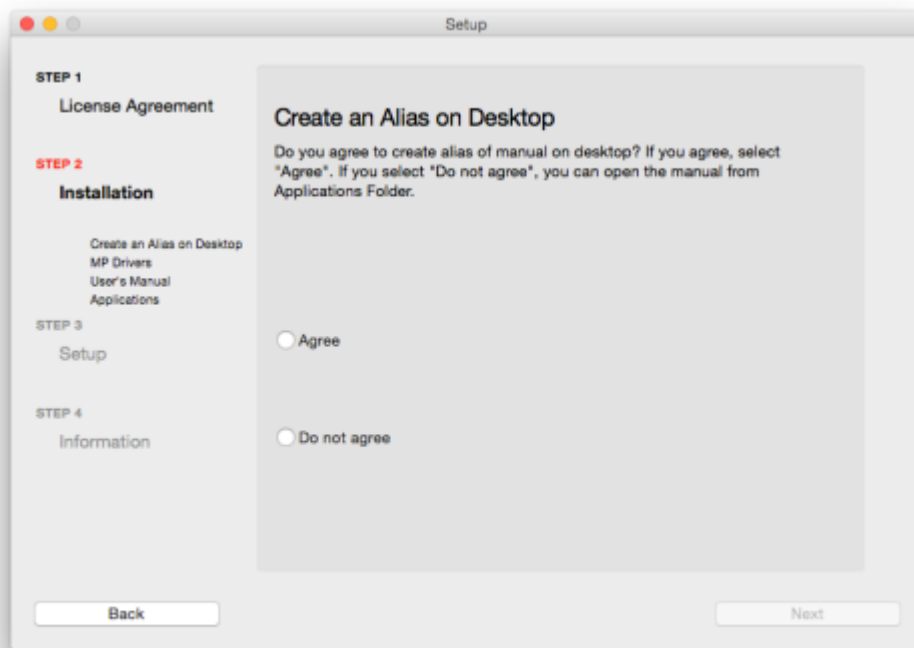 Setup
STEP 1
License Agreement
STEP 2
Installation
Create an Alias on Desktop
MP Drivers
User's Manual
Applications
STEP 3
Setup
STEP 4
Information
Create an Alias on Desktop
Do you agree to create alias of manual on desktop? If you agree, select
"Agree". If you select "Do not agree", you can open the manual from
Applications Folder.
Agree
Do not agree
Back
Next